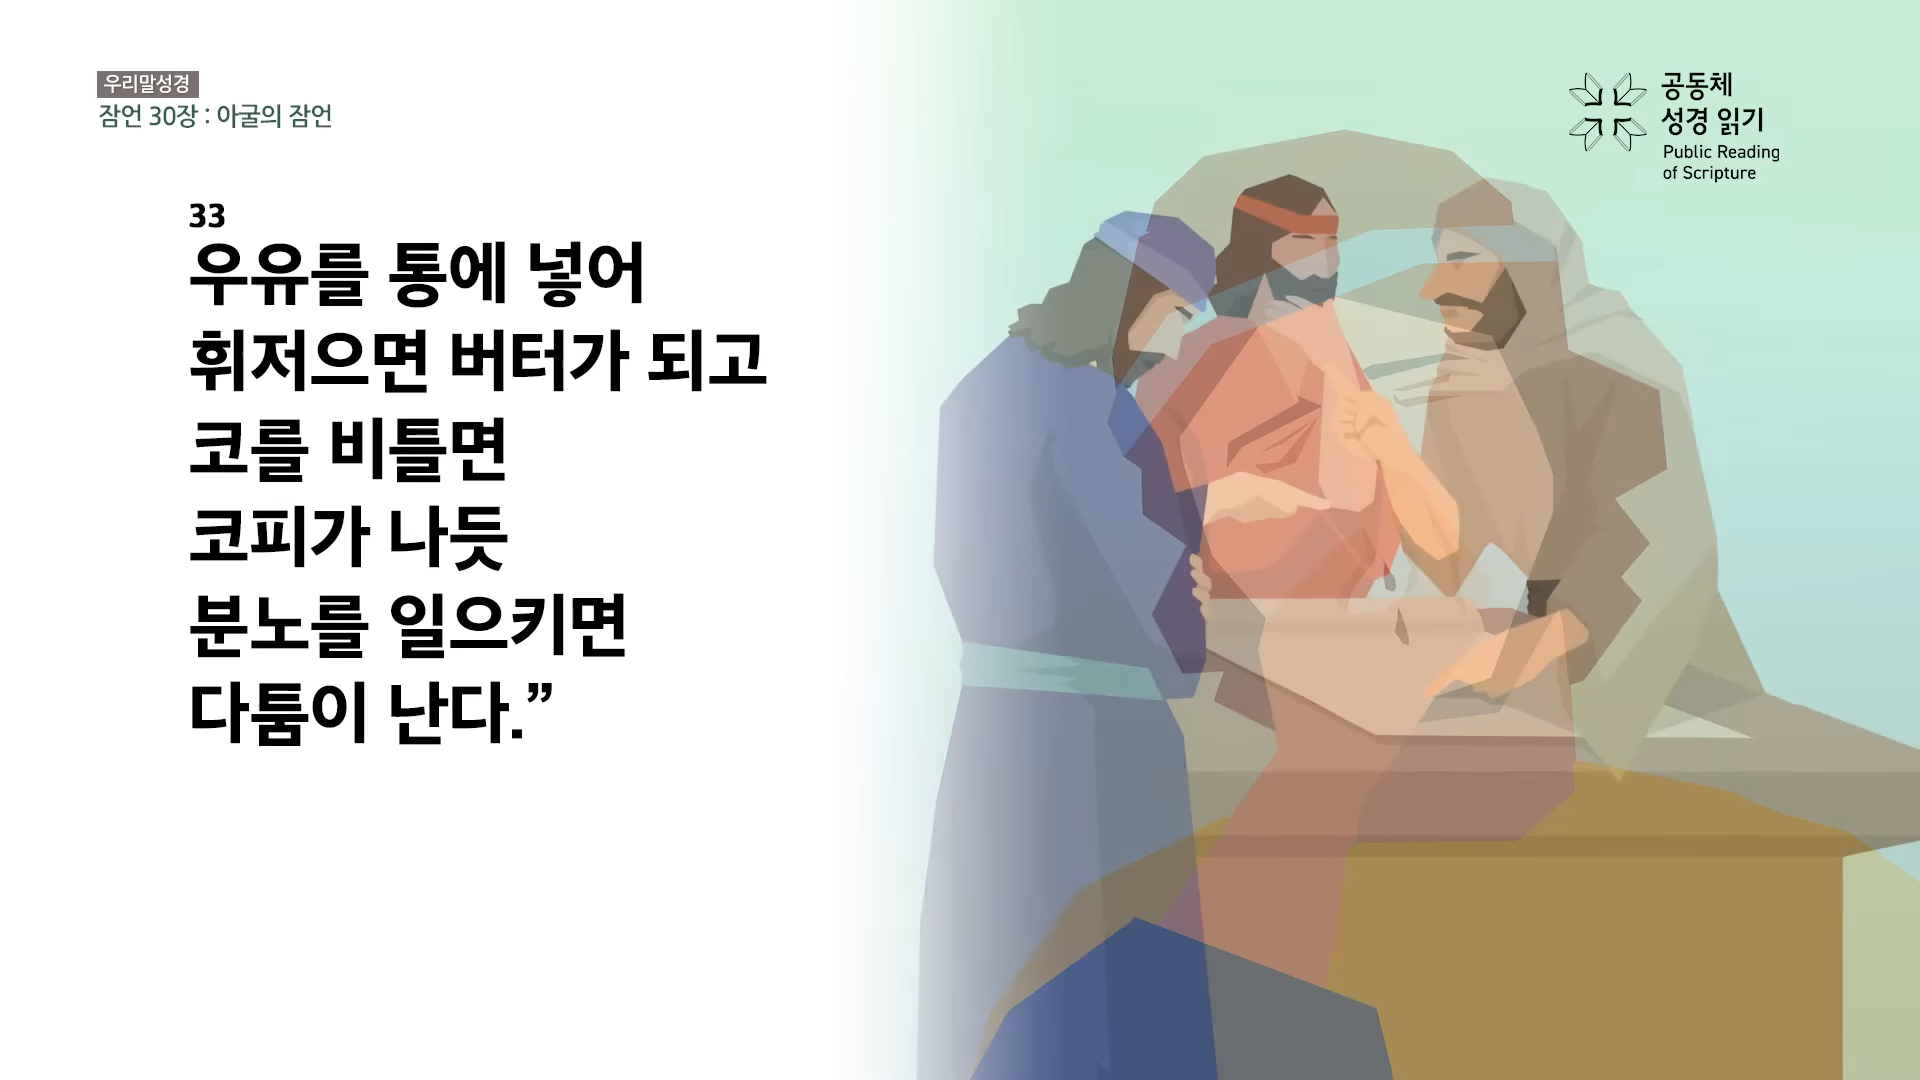 우리말성경
잠언 30장 : 아굴의 잠언
공동체
성경 읽기
Public Reading
of Scripture
33
우유를 통에 넣어
휘저으면 버터가 되고
코를 비틀면
코피가 나듯
분노를 일으키면
다툼이 난다.”